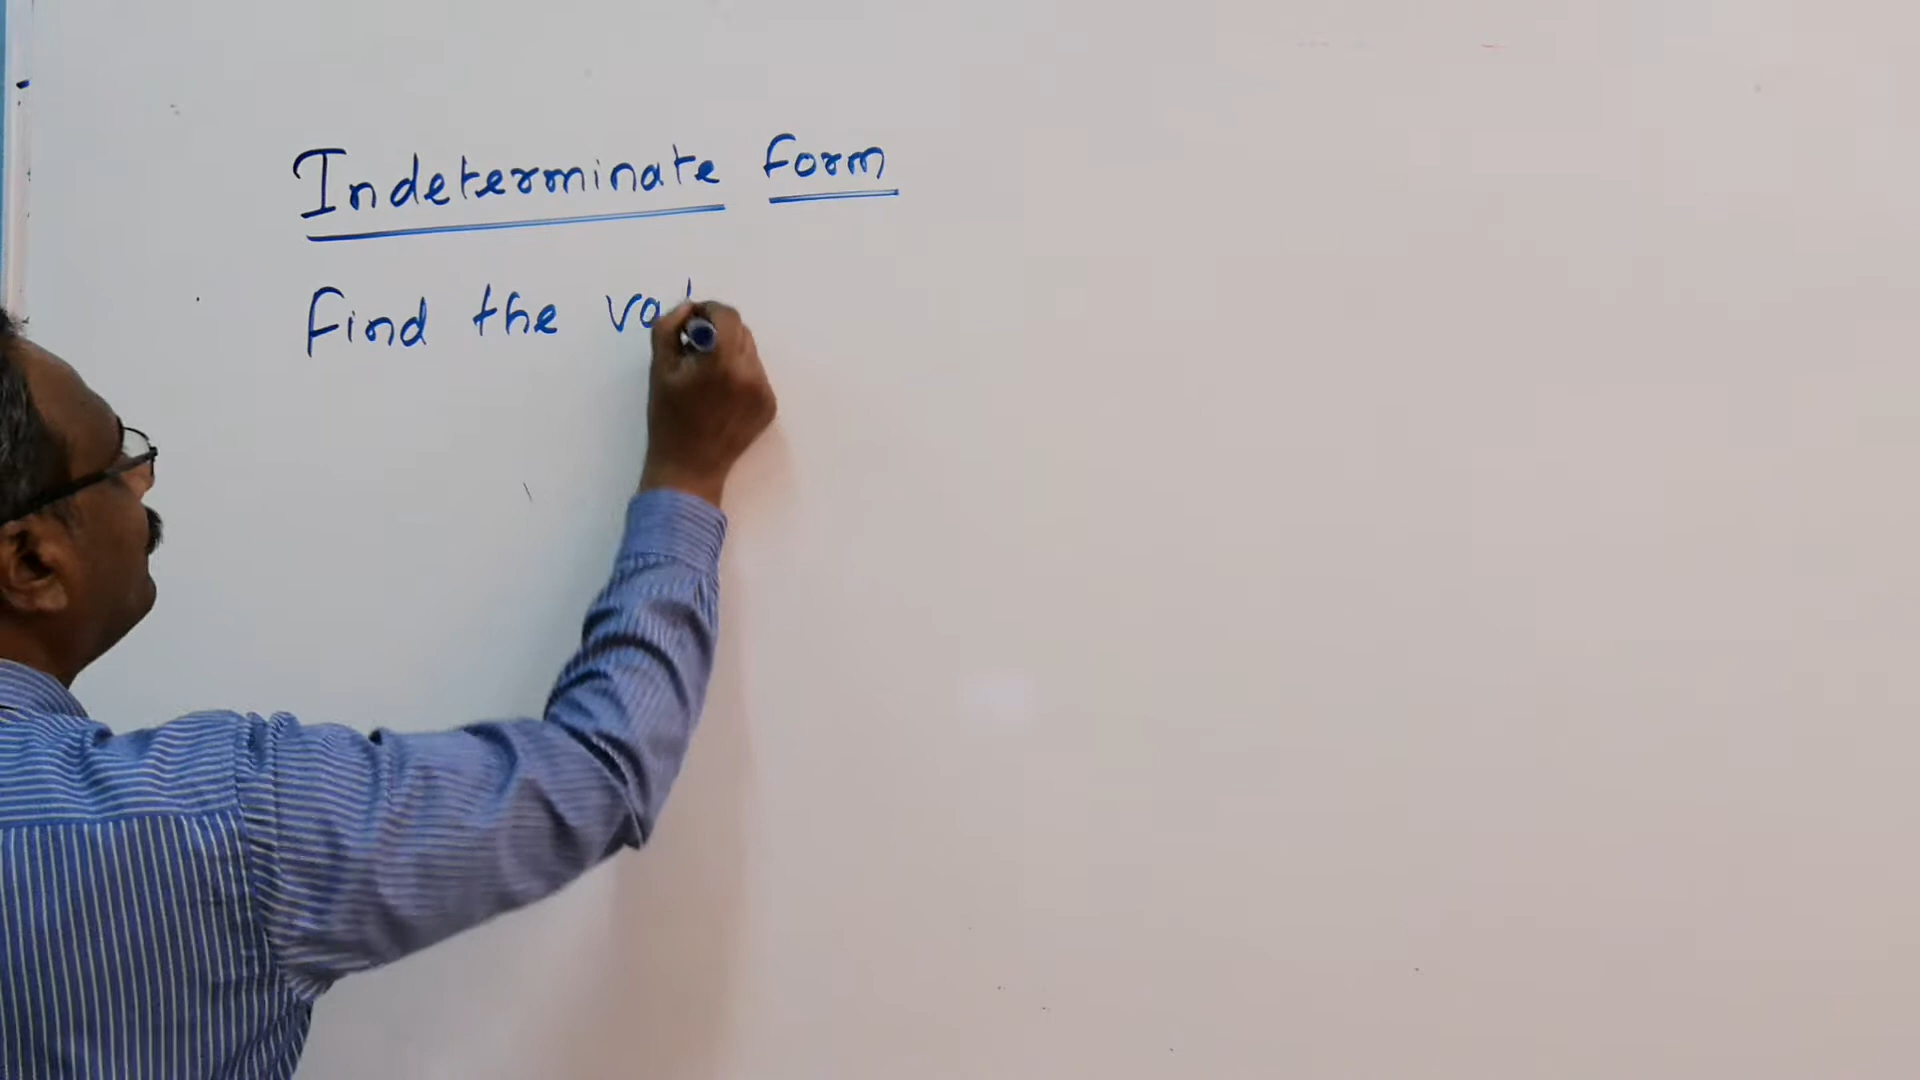 Indeterminate form
Find the